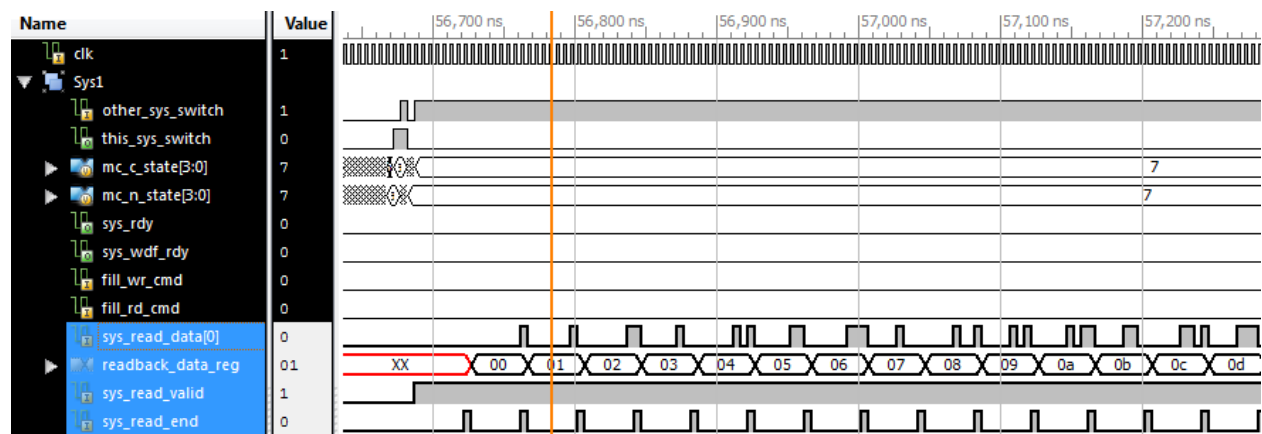 Name Value 56,700 ns 56,800 ns 56,900 ns 57,000 ns 57,100 ns 57,200 ns
clk 1
Sys1
other_sys_switch 1
this_sys_switch 0
mc_c_state[3:0] 7 7
mc_n_state[3:0] 7 7
sys_rdy 0
sys_wdf_rdy 0
fill_wr_cmd 0
fill_rd_cmd 0
sys_read_data[0] 0
readback_data_reg 01 XX 00 01 02 03 04 05 06 07 08 09 0a 0b 0c 0d
sys_read_valid 1
sys_read_end 0